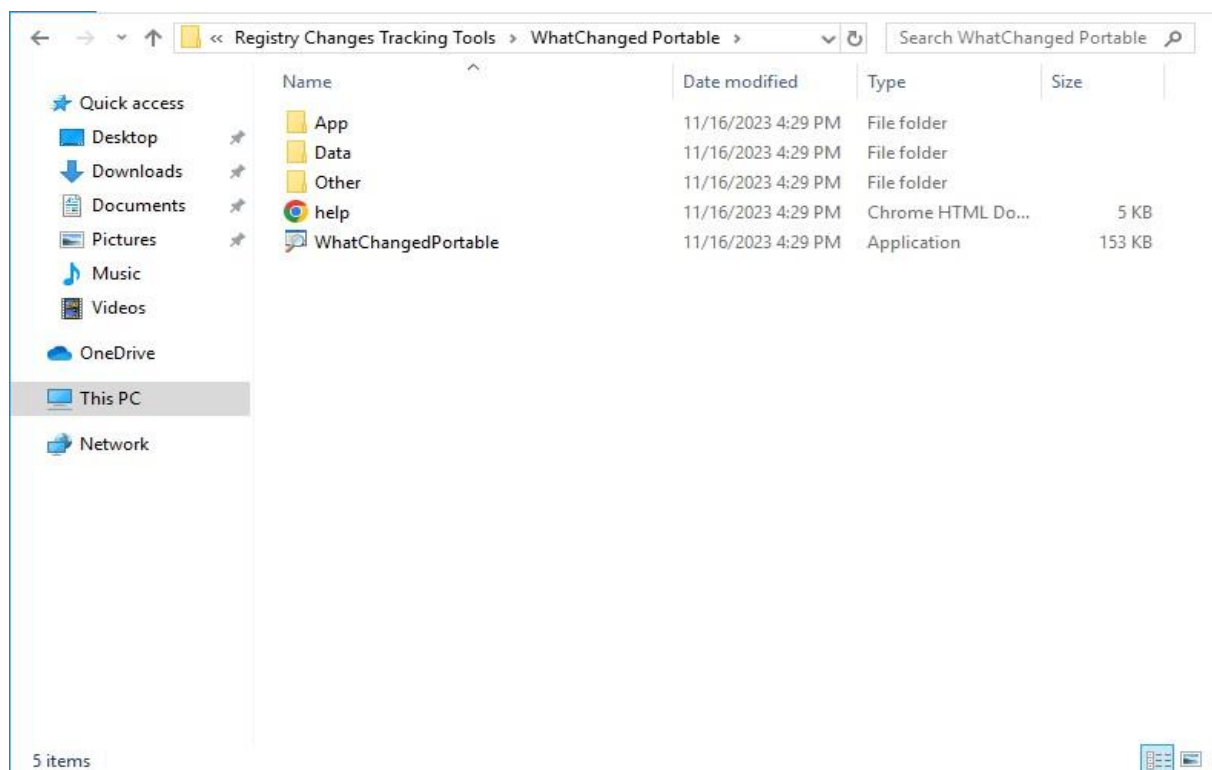 « Registry Changes Tracking Tools > WhatChanged Portable > Search WhatChanged Portable
Name Date modified Type Size
Quick access
Desktop
Downloads
Documents
Pictures
Music
Videos
OneDrive
This PC
Network
App 11/16/2023 4:29 PM File folder
Data 11/16/2023 4:29 PM File folder
Other 11/16/2023 4:29 PM File folder
help 11/16/2023 4:29 PM Chrome HTML Do... 5 KB
WhatChangedPortable 11/16/2023 4:29 PM Application 153 KB
5 items